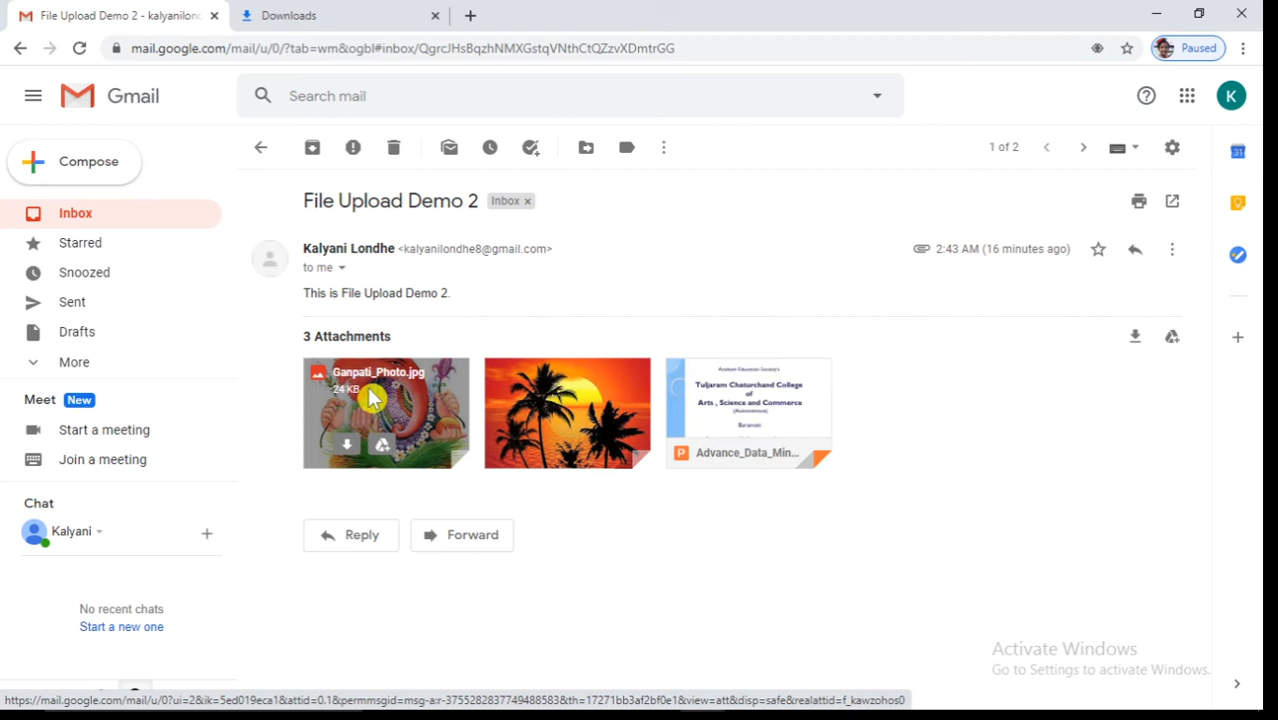 File Upload Demo 2 - kalyanilond
Downloads
mail.google.com/mail/u/0/?tab=wm&ogbl#inbox/QgrcJHsBqzhNMXGstqVNthCtQZzvXDmtrGG
Paused
Gmail
Search mail
K
Compose
1 of 2
31
Inbox
File Upload Demo 2 Inbox ×
Starred
Kalyani Londhe <kalyanilondhe8@gmail.com>
2:43 AM (16 minutes ago)
to me
Snoozed
This is File Upload Demo 2.
Sent
Drafts
3 Attachments
More
Ganpati_Photo.jpg
24 KB
Tuljaram Chaturchand College
of
Arts , Science and Commerce
(Autonomous)
Baramati
P Advance_Data_Min...
Meet New
Start a meeting
Join a meeting
Chat
Kalyani
Reply
Forward
No recent chats
Start a new one
Activate Windows
Go to Settings to activate Windows.
https://mail.google.com/mail/u/0?ui=2&ik=5ed019eca1&attid=0.1&permmsgid=msg-a:r-3755282837749488583&th=17271bb3af2bf0e1&view=att&disp=safe&realattid=f_kawzohos0